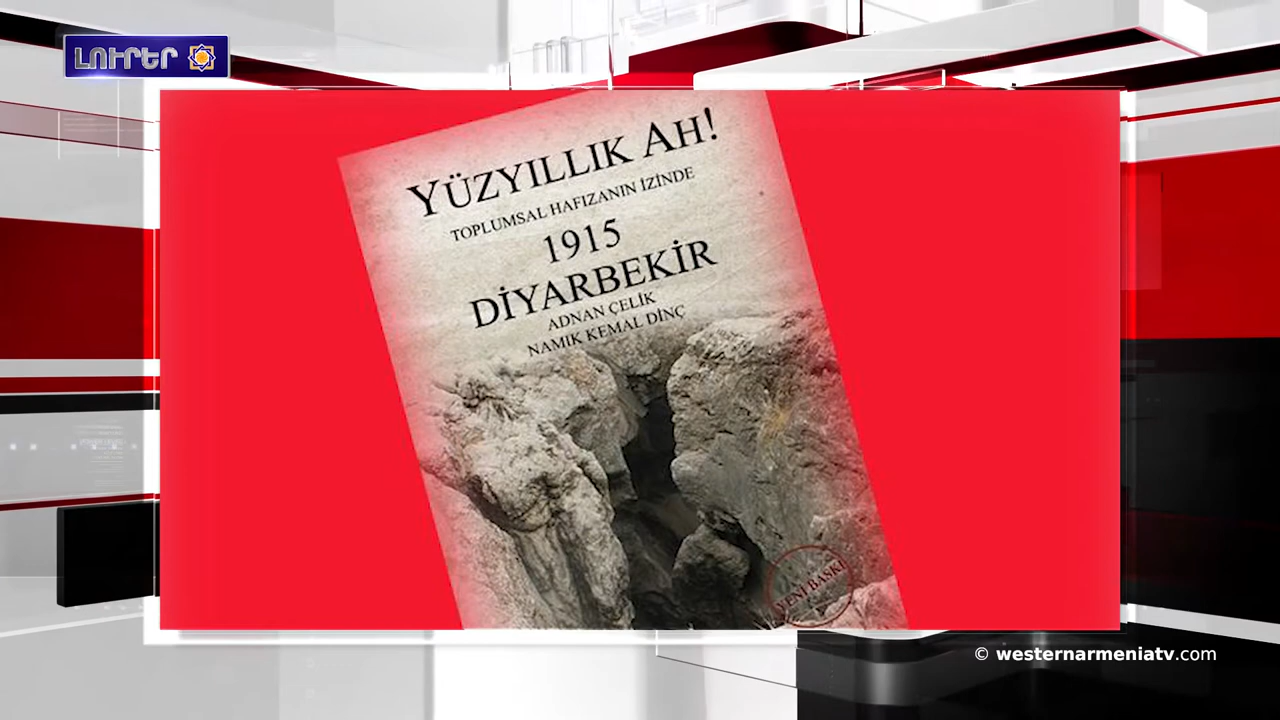 ԼՈՒՐԵՐ
YÜZYILLIK AH!
TOPLUMSAL HAFIZANIN İZİNDE
1915
DİYARBEKİR
ADNAN ÇELİK
NAMIK KEMAL DİNÇ
YENİ BASKI
© westernarmeniatv.com